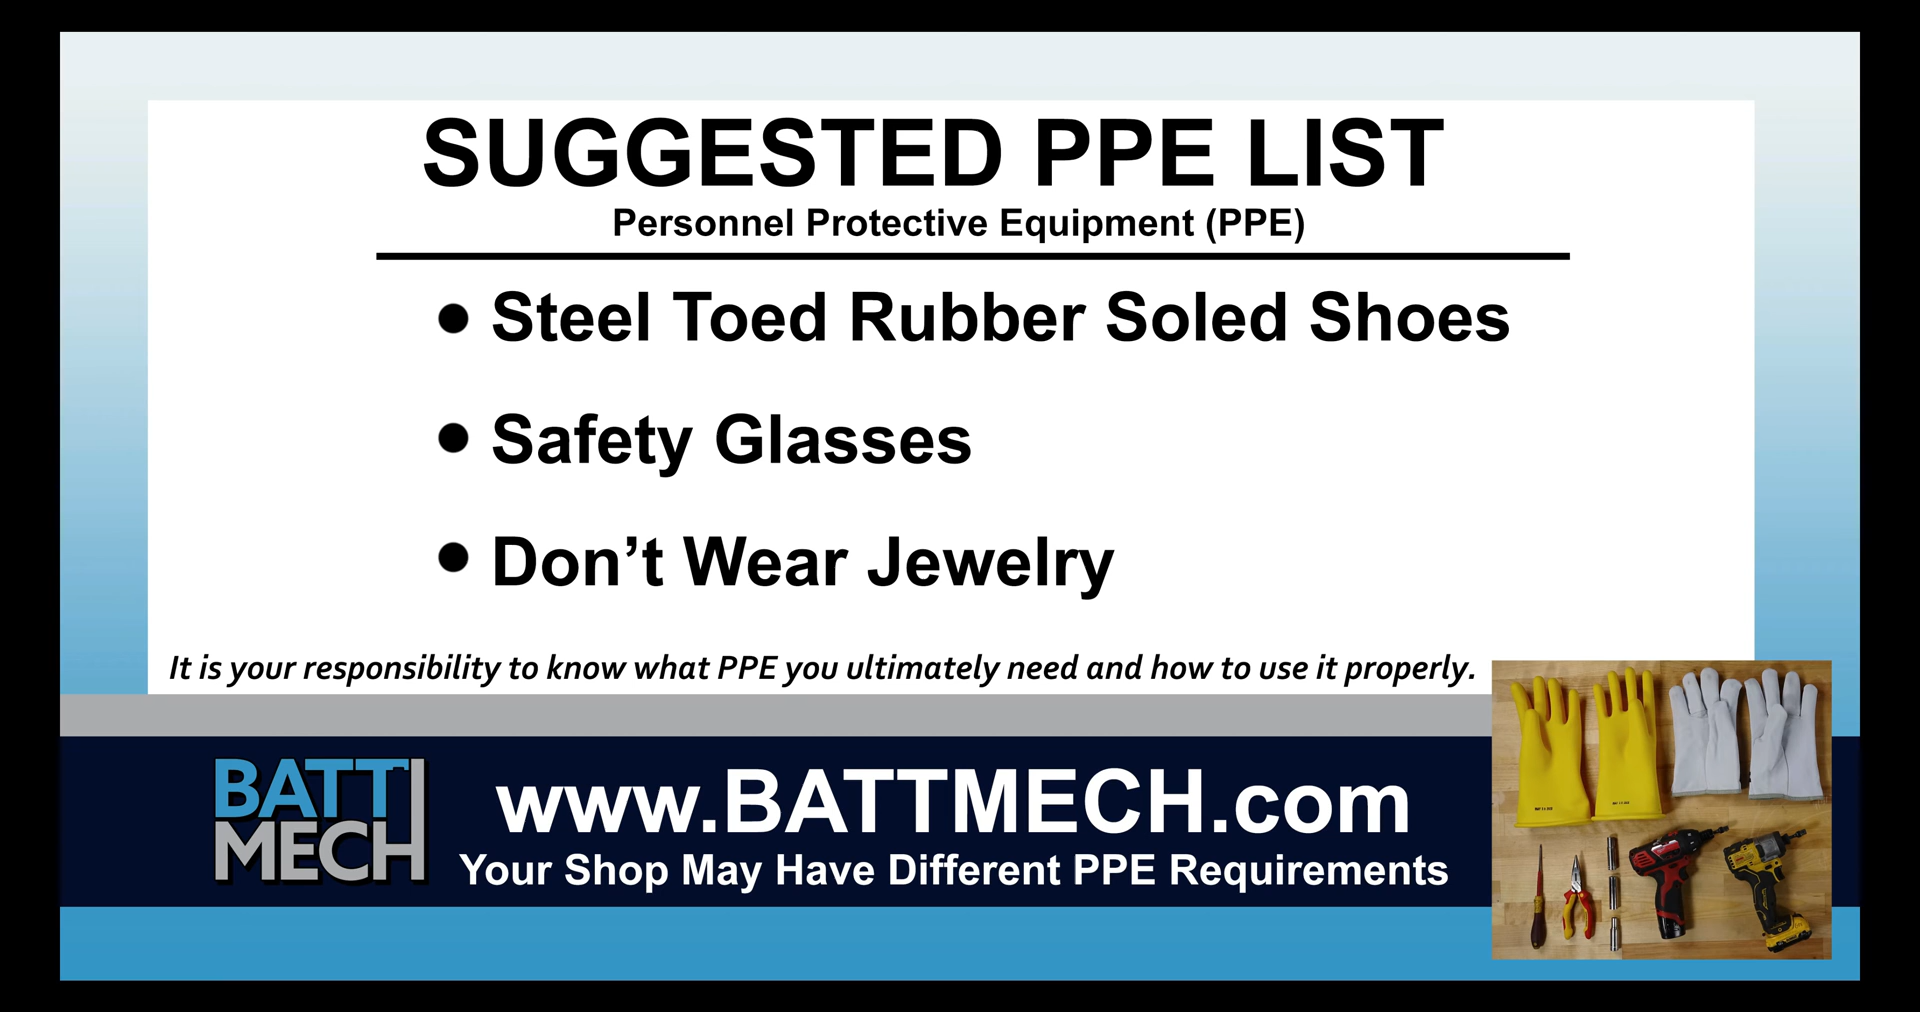 SUGGESTED PPE LIST
Personnel Protective Equipment (PPE)
• Steel Toed Rubber Soled Shoes
• Safety Glasses
• Don’t Wear Jewelry
It is your responsibility to know what PPE you ultimately need and how to use it properly.
BATT
MECH
www.BATTMECH.com
Your Shop May Have Different PPE Requirements